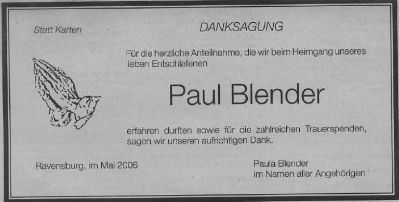 Statt Karten
DANKSAGUNG
Für die herzliche Anteilnahme, die wir beim Heimgang unseres
lieben Entschlafenen
Paul Blender
erfahren durften sowie für die zahlreichen Trauerspenden,
sagen wir unseren aufrichtigen Dank.
Ravensburg, im Mai 2006
Paula Blender
im Namen aller Angehörigen